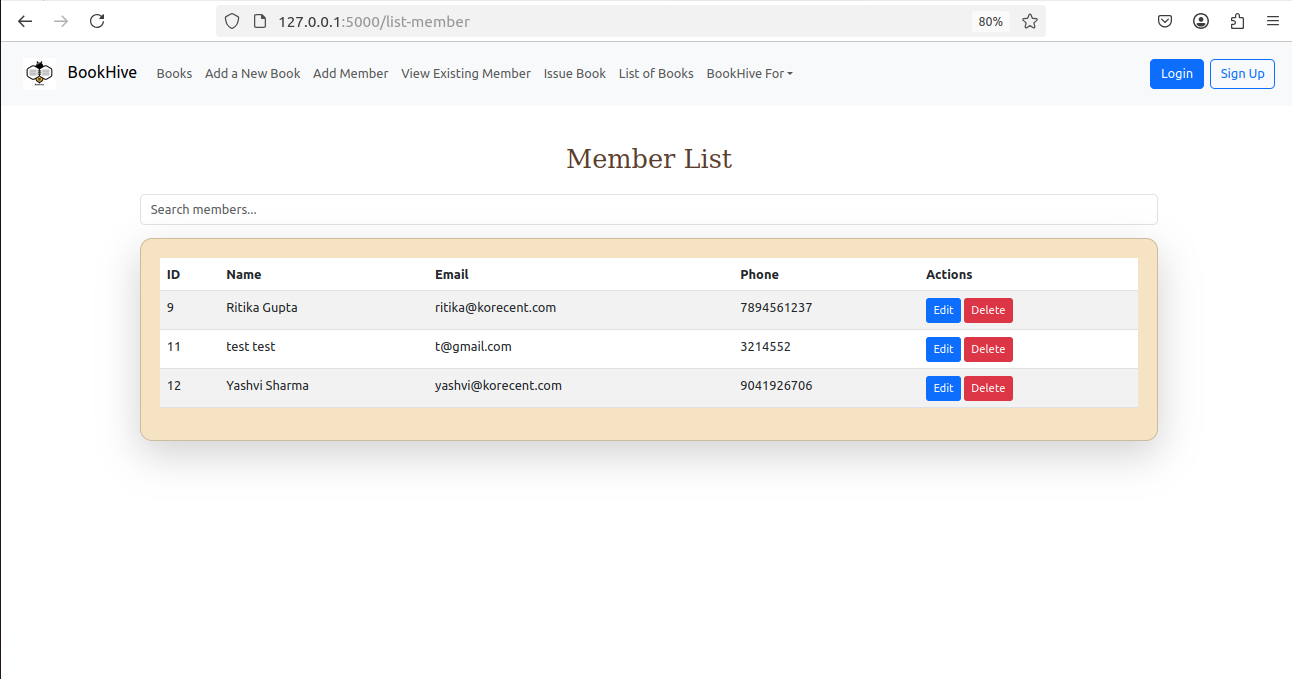 127.0.0.1:5000/list-member 80%
BookHive Books Add a New Book Add Member View Existing Member Issue Book List of Books BookHive For Login Sign Up
Member List
Search members...
ID Name Email Phone Actions
9 Ritika Gupta ritika@korecent.com 7894561237 Edit Delete
11 test test t@gmail.com 3214552 Edit Delete
12 Yashvi Sharma yashvi@korecent.com 9041926706 Edit Delete